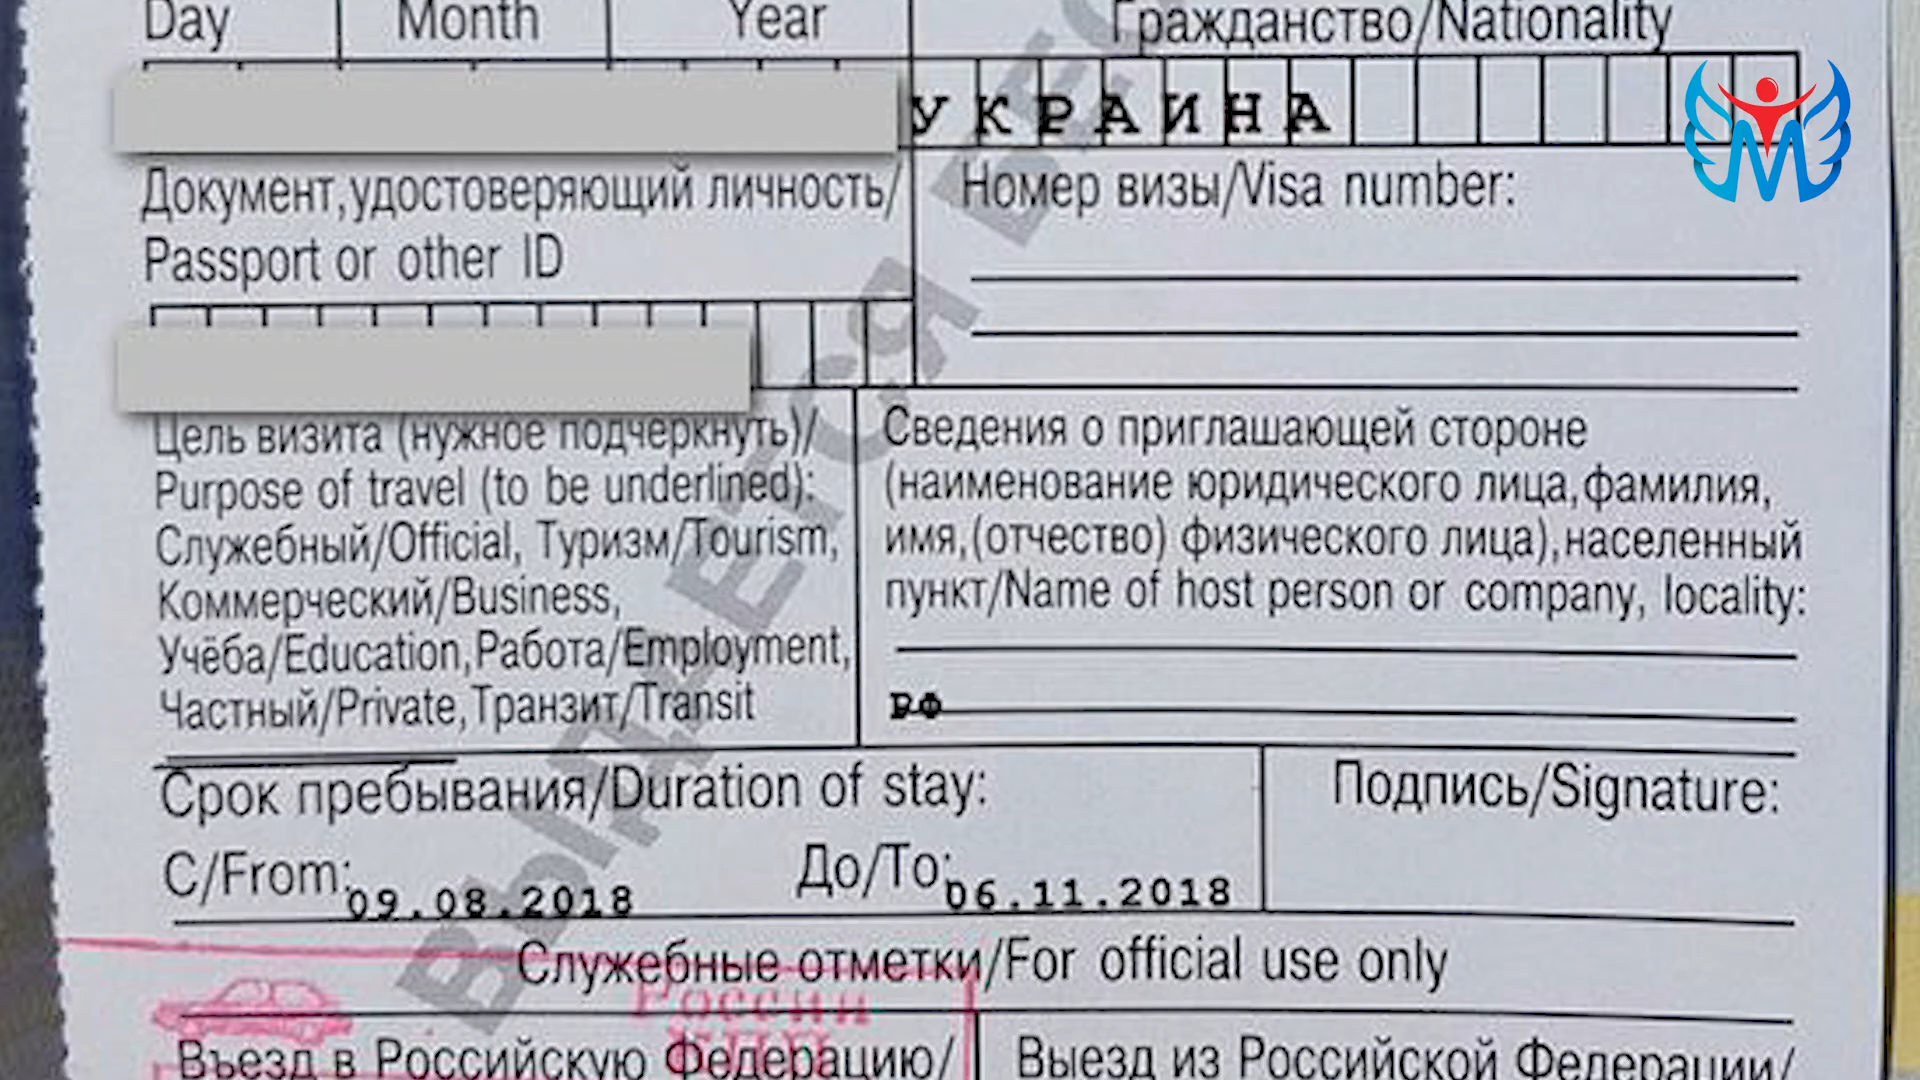 Day Month Year Гражданство/Nationality
УКРАИНА
Документ,удостоверяющий личность/
Passport or other ID
Номер визы/Visa number:
Цель визита (нужное подчеркнуть)/
Purpose of travel (to be underlined):
Служебный/Official, Туризм/Tourism,
Коммерческий/Business,
Учёба/Education,Работа/Employment,
Частный/Private,Транзит/Transit
Сведения о приглашающей стороне
(наименование юридического лица,фамилия,
имя,(отчество) физического лица),населенный
пункт/Name of host person or company, locality:
РФ
Срок пребывания/Duration of stay:
С/From: 09.08.2018 До/To: 06.11.2018
Подпись/Signature:
Служебные отметки/For official use only
Россия
Въезд в Российскую Федерацию/
Выезд из Российской Федерации/
ВЫДАЕТСЯ БЕС
М